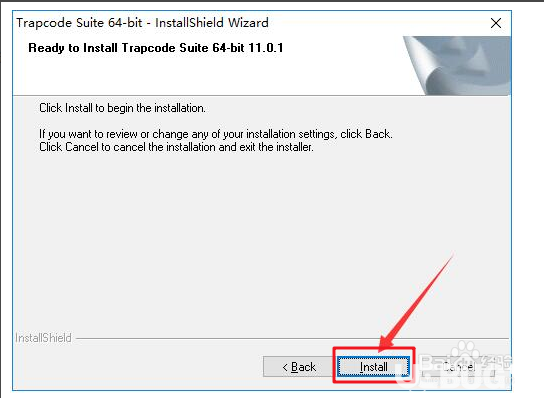 Trapcode Suite 64-bit - InstallShield Wizard
Ready to Install Trapcode Suite 64-bit 11.0.1
Click Install to begin the installation.
If you want to review or change any of your installation settings, click Back.
Click Cancel to cancel the installation and exit the installer.
InstallShield
< Back
Install
Cancel